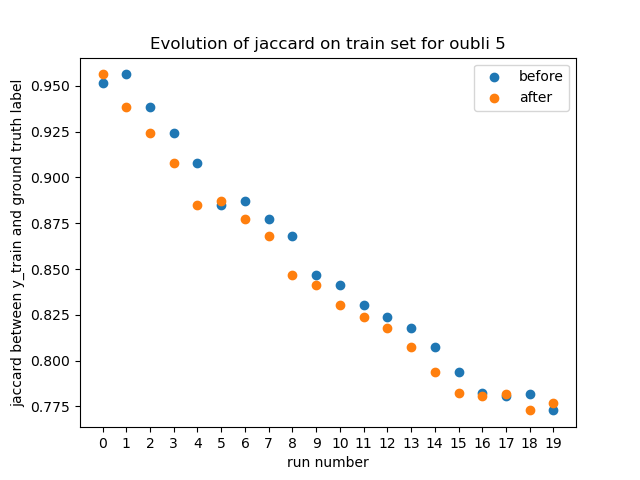 Evolution of jaccard on train set for oubli 5
before
after
jaccard between y_train and ground truth label
0.950
0.925
0.900
0.875
0.850
0.825
0.800
0.775
0 1 2 3 4 5 6 7 8 9 10 11 12 13 14 15 16 17 18 19
run number